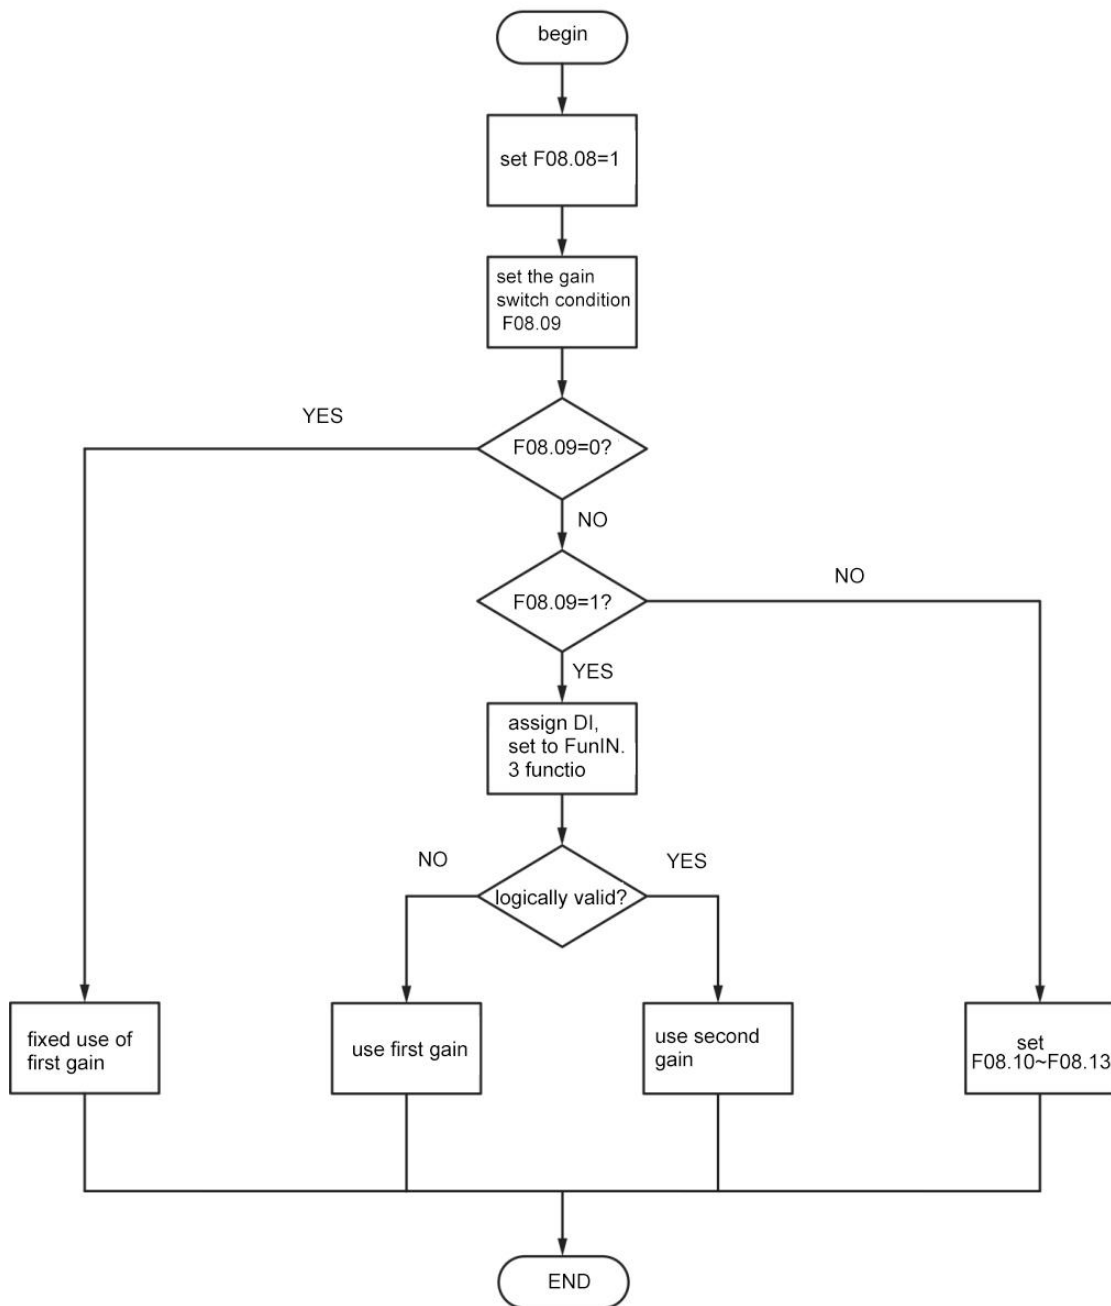 begin
set F08.08=1
set the gain
switch condition
F08.09
YES
F08.09=0?
NO
F08.09=1?
NO
YES
assign DI,
set to FunIN.
3 functio
NO
YES
logically valid?
fixed use of
first gain
use first gain
use second
gain
set
F08.10~F08.13
END